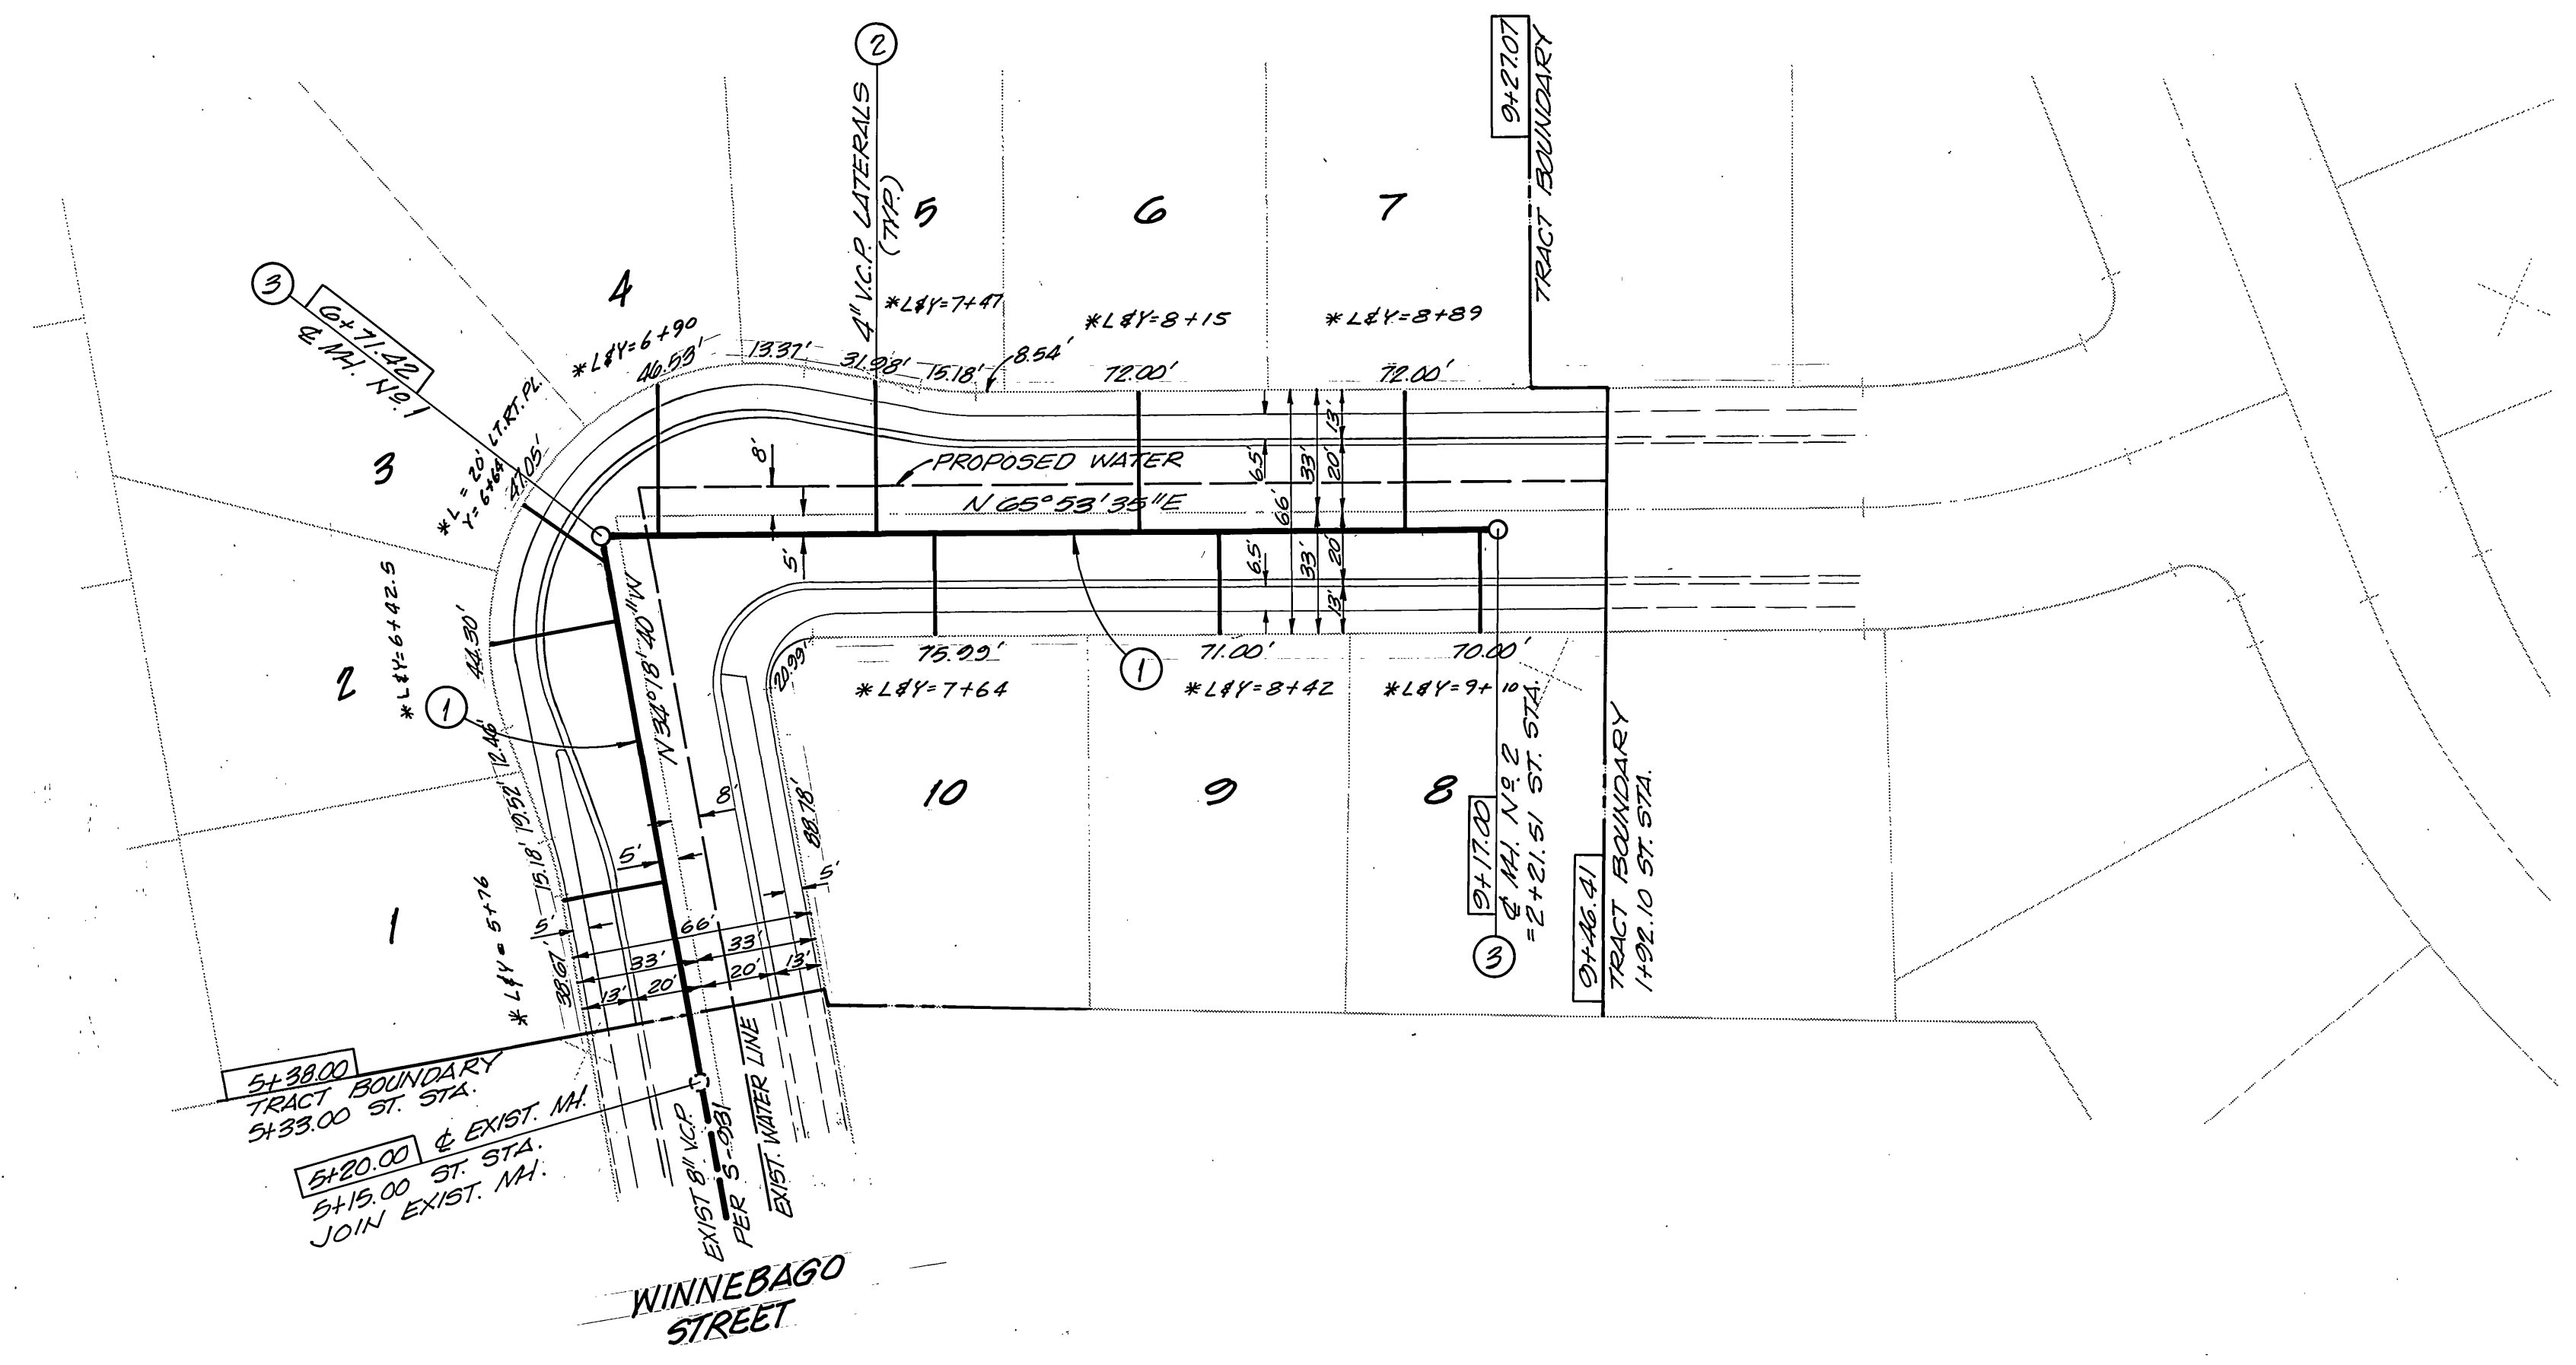 2
4" V.C.P. LATERALS
(TYP.)
9+27.07
TRACT BOUNDARY
5
6
7
4
3
6+71.42
℄ MH. No. 1
*L&Y=6+90
46.53'
13.37'
31.98'
15.18'
8.54'
*L&Y=7+47
*L&Y=8+15
72.00'
*L&Y=8+89
72.00'
3
*L = 20' LT.RT.PL.
Y=6+64
47.05'
8'
PROPOSED WATER
N 65°53'35"E
5'
6.5'
66'
33'
13'
20'
6.5'
33'
20'
13'
2
*L&Y=6+42.5
44.30'
1
N 34°18'40"W
12.46'
19.52'
15.18'
38.67'
20.99'
88.78'
75.99'
*L&Y=7+64
1
71.00'
*L&Y=8+42
70.00'
*L&Y=9+10
10
9
8
9+17.00
℄ MH. No. 2
=2+21.51 ST. STA.
3
9+46.41
TRACT BOUNDARY
1+92.10 ST. STA.
1
*L&Y=5+76
8'
5'
5'
5'
66'
33'
33'
13'
20'
20'
13'
5+38.00
TRACT BOUNDARY
5+33.00 ST. STA.
5+20.00 ℄ EXIST. MH.
5+15.00 ST. STA.
JOIN EXIST. MH.
EXIST 8" V.C.P.
PER S-981
EXIST. WATER LINE
WINNEBAGO
STREET